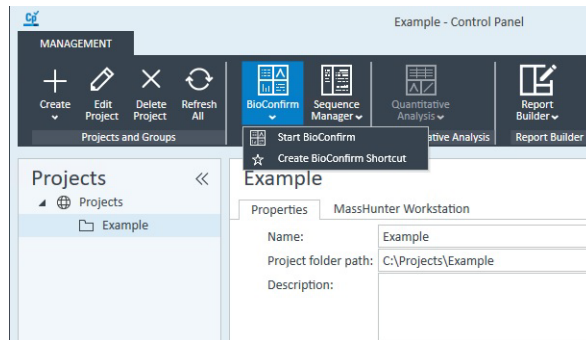 Cp
Example - Control Panel
MANAGEMENT
Create
Edit Project
Delete Project
Refresh All
BioConfirm
Sequence Manager
Quantitative Analysis
Report Builder
Projects and Groups
ative Analysis
Report Builder
Start BioConfirm
Create BioConfirm Shortcut
Projects
Projects
Example
Example
Properties
MassHunter Workstation
Name:
Example
Project folder path:
C:\Projects\Example
Description: